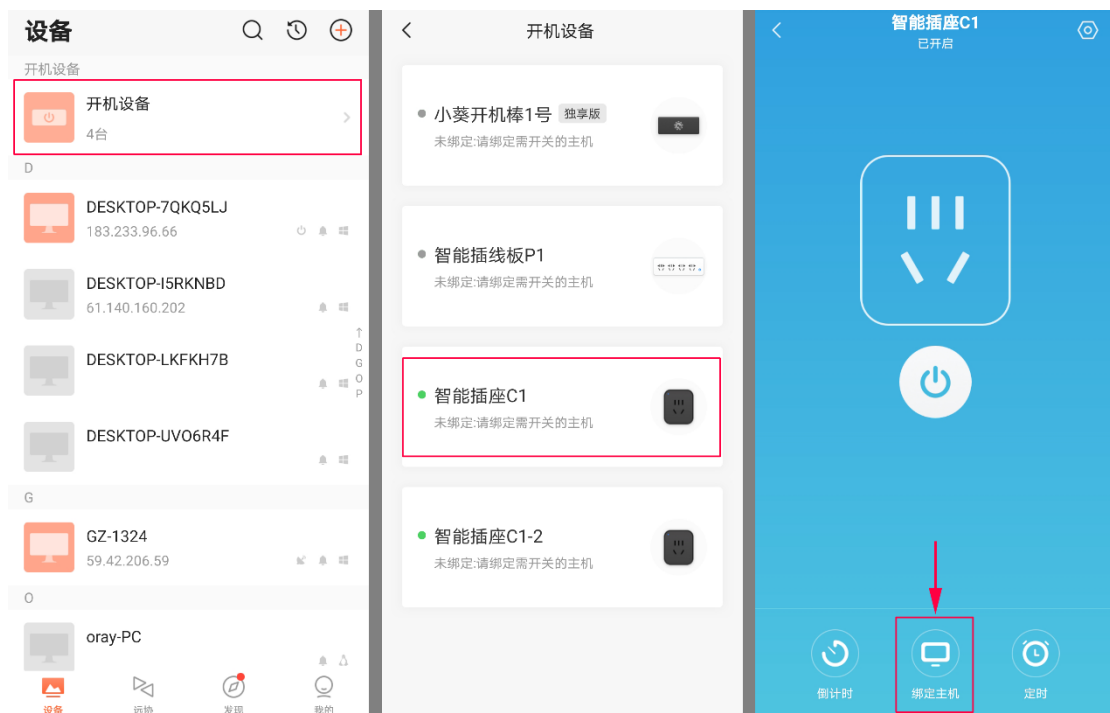 设备
开机设备
开机设备
4台
D
DESKTOP-7QKQ5LJ
183.233.96.66
DESKTOP-I5RKNBD
61.140.160.202
DESKTOP-LKFKH7B
DESKTOP-UVO6R4F
G
GZ-1324
59.42.206.59
O
oray-PC
↑
D
G
O
P
设备
远协
发现
我的
开机设备
小葵开机棒1号 独享版
未绑定:请绑定需开关的主机
智能插线板P1
未绑定:请绑定需开关的主机
智能插座C1
未绑定:请绑定需开关的主机
智能插座C1-2
未绑定:请绑定需开关的主机
智能插座C1
已开启
倒计时
绑定主机
定时